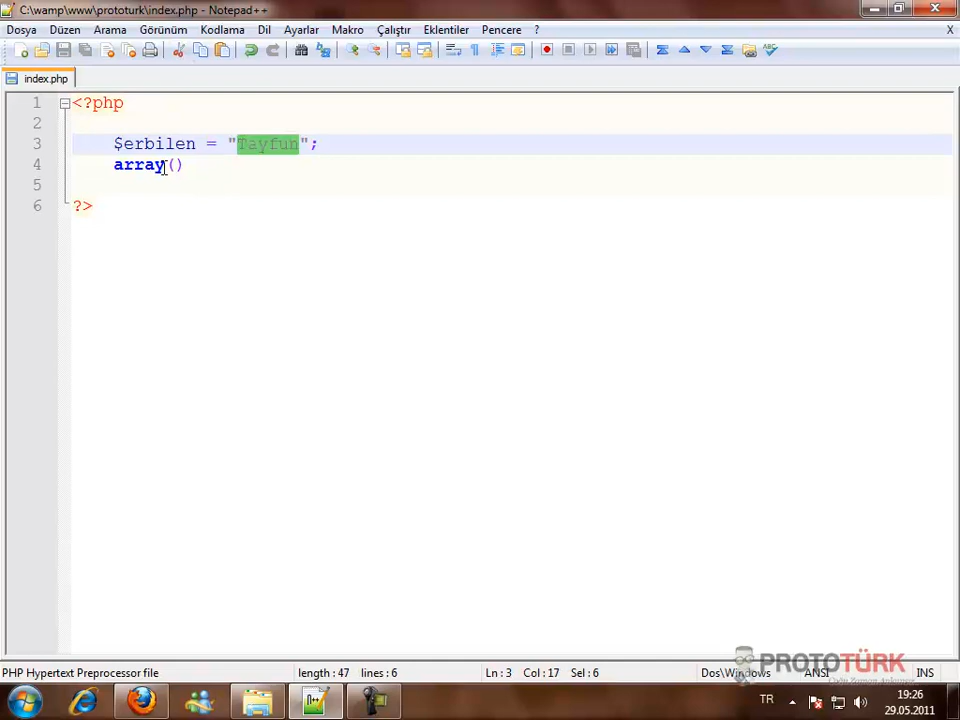 C:\wamp\www\prototurk\index.php - Notepad++
Dosya Düzen Arama Görünüm Kodlama Dil Ayarlar Makro Çalıştır Eklentiler Pencere ? X
index.php
1 <?php
2
3 $erbilen = "Tayfun";
4 array()
5
6 ?>
PHP Hypertext Preprocessor file length : 47 lines : 6 Ln : 3 Col : 17 Sel : 6 Dos\Windows ANSI INS
PROTOTÜRK
TR 19:26
29.05.2011